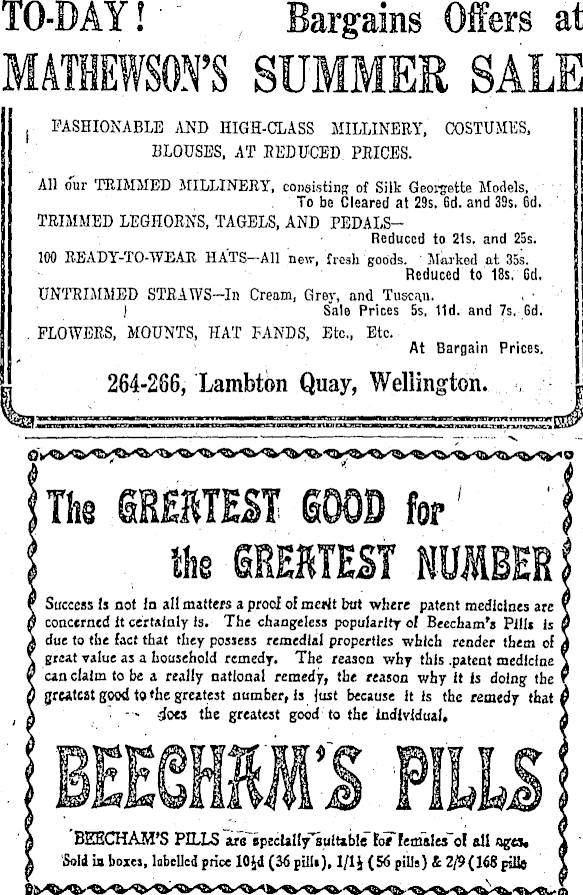 TO-DAY! Bargains Offers at
MATHEWSON'S SUMMER SALE
FASHIONABLE AND HIGH-CLASS MILLINERY, COSTUMES,
BLOUSES, AT REDUCED PRICES.
All our TRIMMED MILLINERY, consisting of Silk Georgette Models,
To be Cleared at 29s. 6d. and 39s. 6d.
TRIMMED LEGHORNS, TAGELS, AND PEDALS—
Reduced to 21s. and 25s.
100 READY-TO-WEAR HATS—All new, fresh goods. Marked at 35s.
Reduced to 18s. 6d.
UNTRIMMED STRAWS—In Cream, Grey, and Tuscan.
Sale Prices 5s. 11d. and 7s. 6d.
FLOWERS, MOUNTS, HAT BANDS, Etc., Etc.
At Bargain Prices.
264-266, Lambton Quay, Wellington.
The GREATEST GOOD for
the GREATEST NUMBER
Success is not in all matters a proof of merit but where patent medicines are
concerned it certainly is. The changeless popularity of Beecham's Pills is
due to the fact that they possess remedial properties which render them of
great value as a household remedy. The reason why this patent medicine
can claim to be a really national remedy, the reason why it is doing the
greatest good to the greatest number, is just because it is the remedy that
does the greatest good to the individual.
BEECHAM'S PILLS
BEECHAM'S PILLS are specially suitable for females of all ages.
Sold in boxes, labelled price 10½d (36 pills), 1/1½ (56 pills) & 2/9 (168 pills